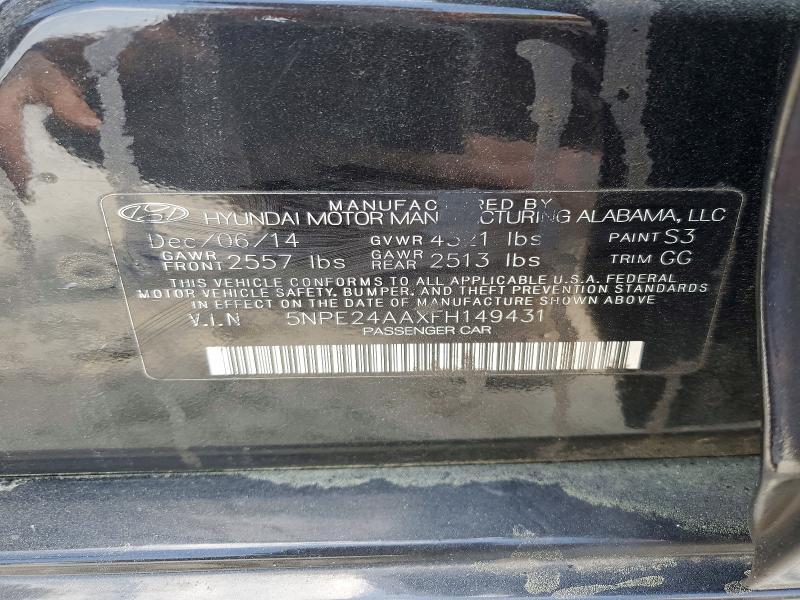 MANUFACTURED BY
HYUNDAI MOTOR MANUFACTURING ALABAMA, LLC
Dec/06/14 GVWR 4321 lbs PAINT S3
GAWR FRONT 2557 lbs GAWR REAR 2513 lbs TRIM GG
THIS VEHICLE CONFORMS TO ALL APPLICABLE U.S.A. FEDERAL
MOTOR VEHICLE SAFETY, BUMPER, AND THEFT PREVENTION STANDARDS
IN EFFECT ON THE DATE OF MANUFACTURE SHOWN ABOVE
V.I.N 5NPE24AAXFH149431
PASSENGER CAR